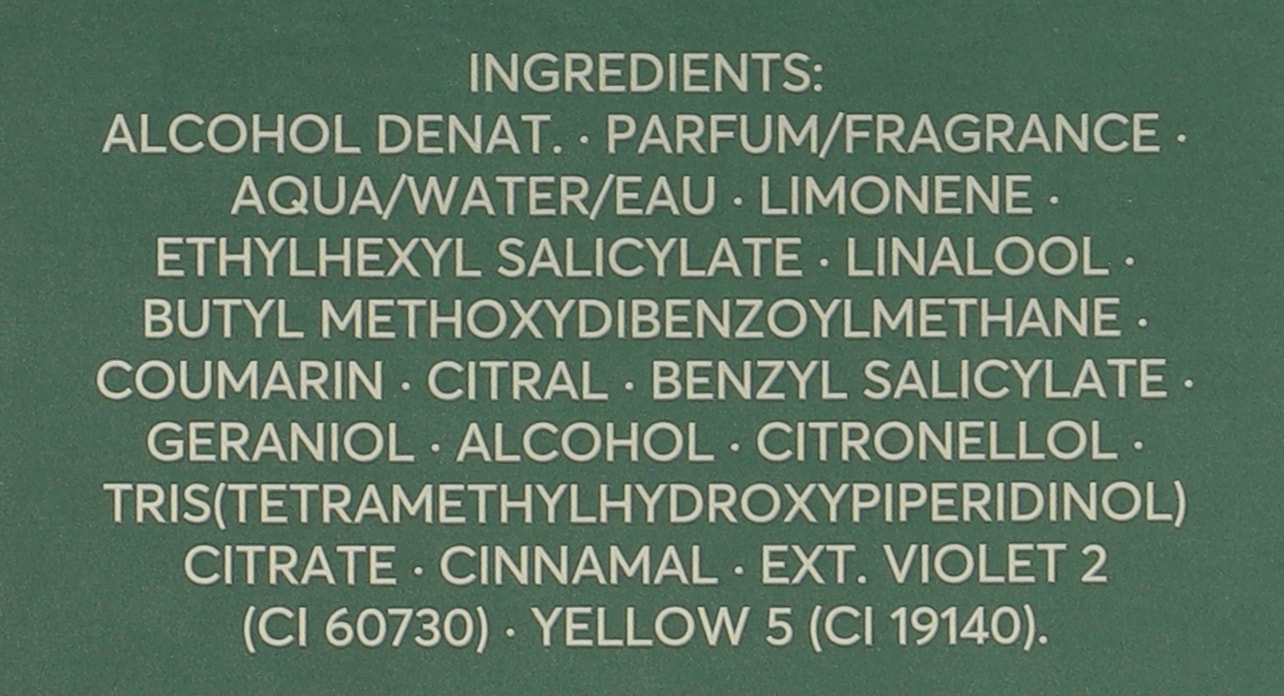 INGREDIENTS:
ALCOHOL DENAT. · PARFUM/FRAGRANCE ·
AQUA/WATER/EAU · LIMONENE ·
ETHYLHEXYL SALICYLATE · LINALOOL ·
BUTYL METHOXYDIBENZOYLMETHANE ·
COUMARIN · CITRAL · BENZYL SALICYLATE ·
GERANIOL · ALCOHOL · CITRONELLOL ·
TRIS(TETRAMETHYLHYDROXYPIPERIDINOL)
CITRATE · CINNAMAL · EXT. VIOLET 2
(CI 60730) · YELLOW 5 (CI 19140).